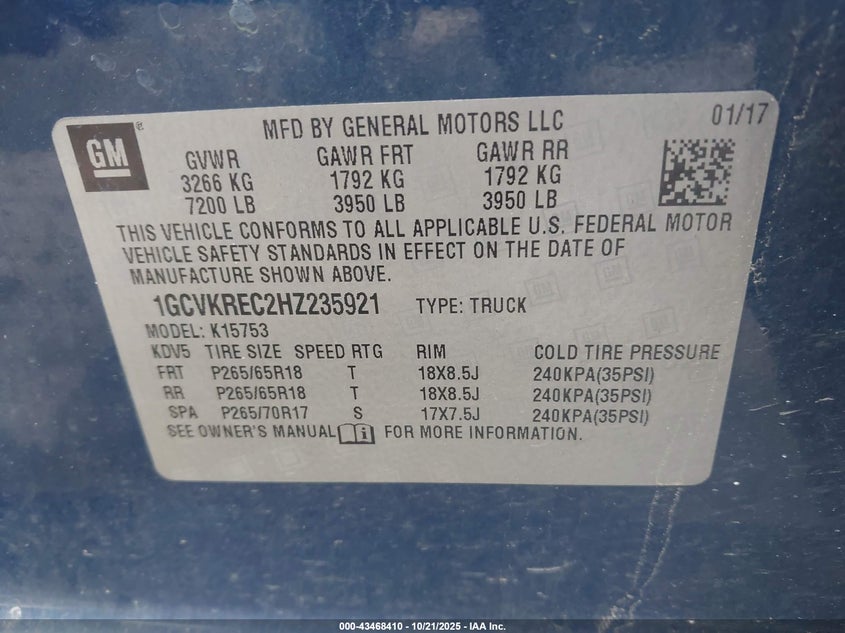 GM
®
MFD BY GENERAL MOTORS LLC
01/17
GVWR GAWR FRT GAWR RR
3266 KG 1792 KG 1792 KG
7200 LB 3950 LB 3950 LB
THIS VEHICLE CONFORMS TO ALL APPLICABLE U.S. FEDERAL MOTOR
VEHICLE SAFETY STANDARDS IN EFFECT ON THE DATE OF
MANUFACTURE SHOWN ABOVE.
1GCVKREC2HZ235921 TYPE: TRUCK
MODEL: K15753
KDV5 TIRE SIZE SPEED RTG RIM COLD TIRE PRESSURE
FRT P265/65R18 T 18X8.5J 240KPA(35PSI)
RR P265/65R18 T 18X8.5J 240KPA(35PSI)
SPA P265/70R17 S 17X7.5J 240KPA(35PSI)
SEE OWNER'S MANUAL i FOR MORE INFORMATION.
000-43468410 - 10/21/2025 - IAA Inc.